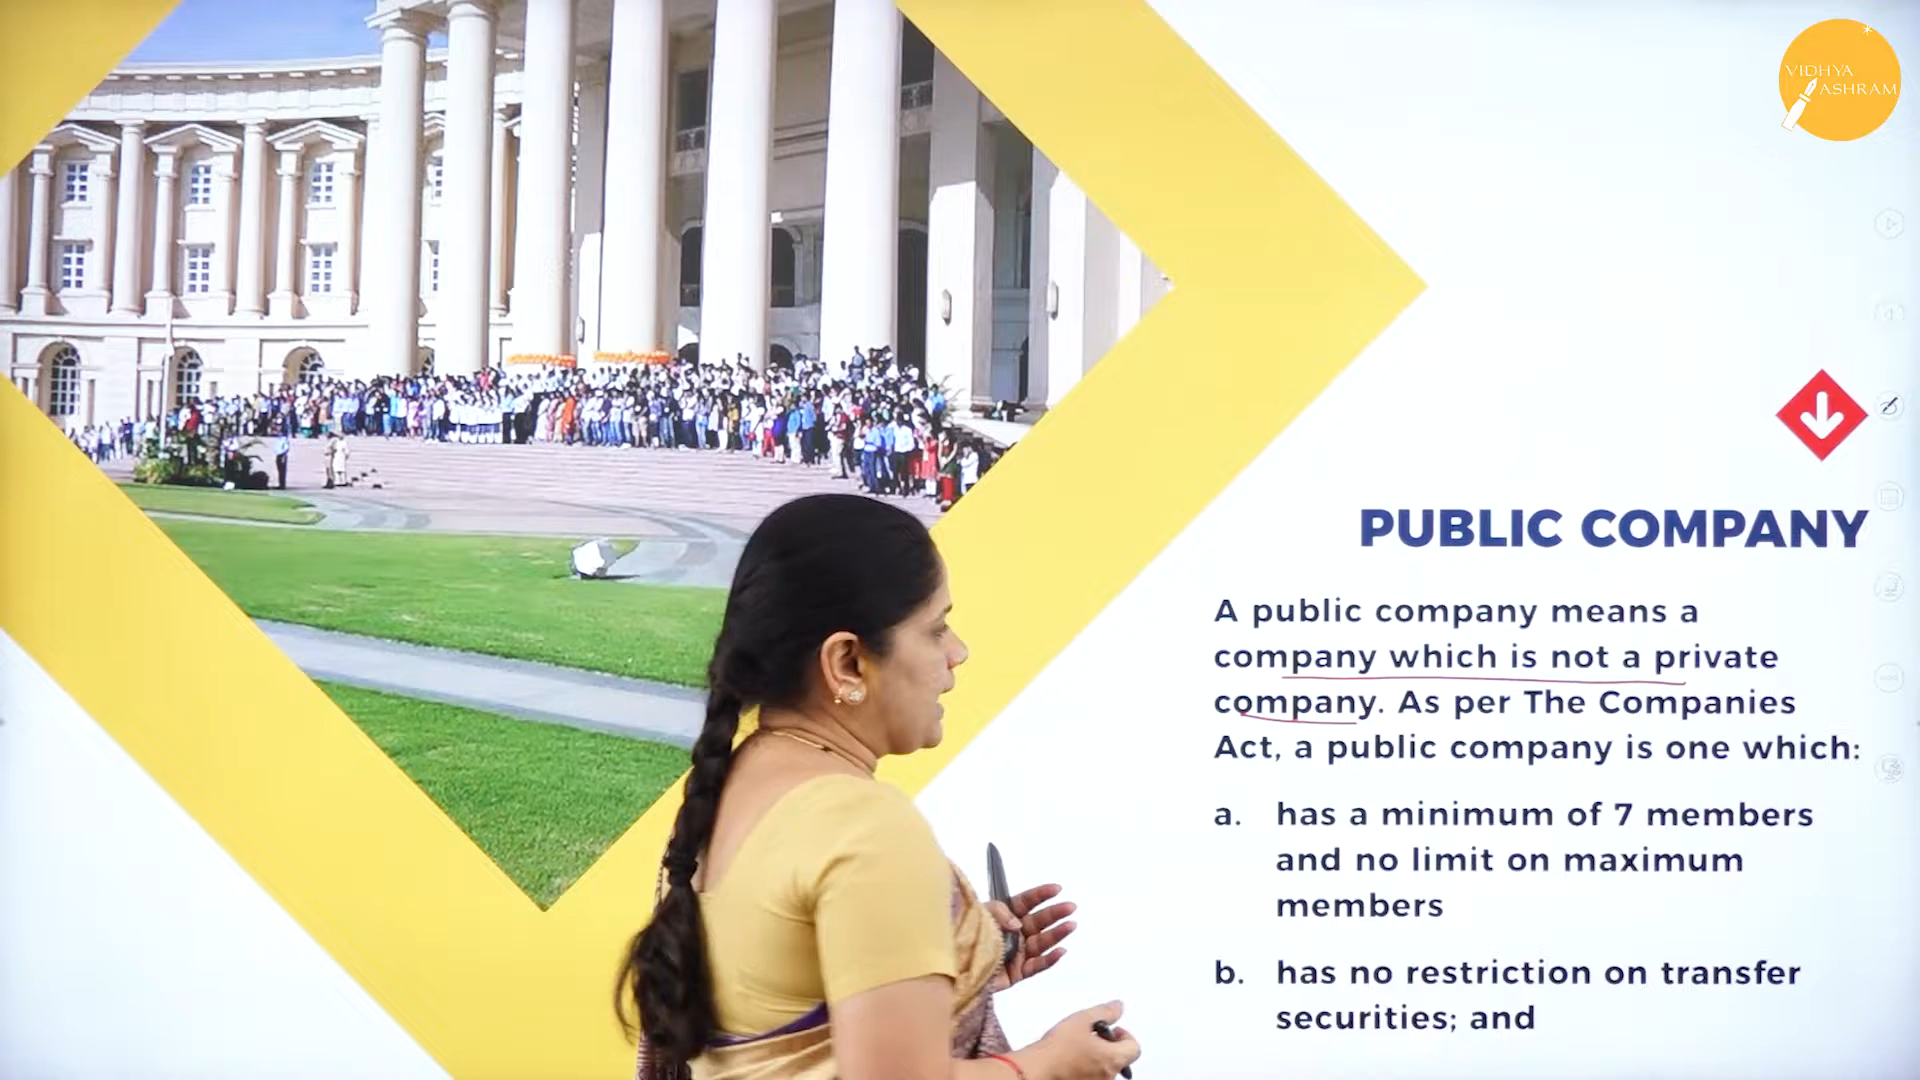 VIDHYA
ASHRAM
PUBLIC COMPANY
A public company means a
company which is not a private
company. As per The Companies
Act, a public company is one which:
a. has a minimum of 7 members
and no limit on maximum
members
b. has no restriction on transfer
securities; and